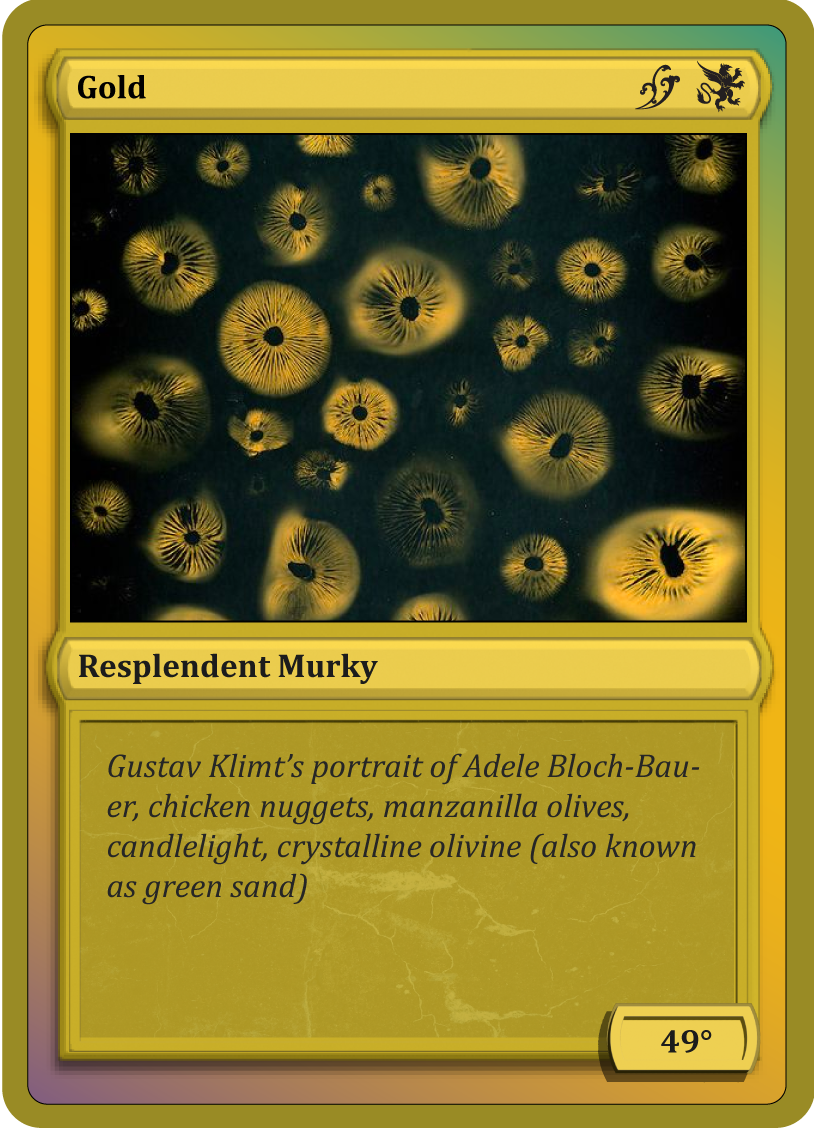 Gold
Resplendent Murky
Gustav Klimt’s portrait of Adele Bloch-Bau-
er, chicken nuggets, manzanilla olives,
candlelight, crystalline olivine (also known
as green sand)
49°